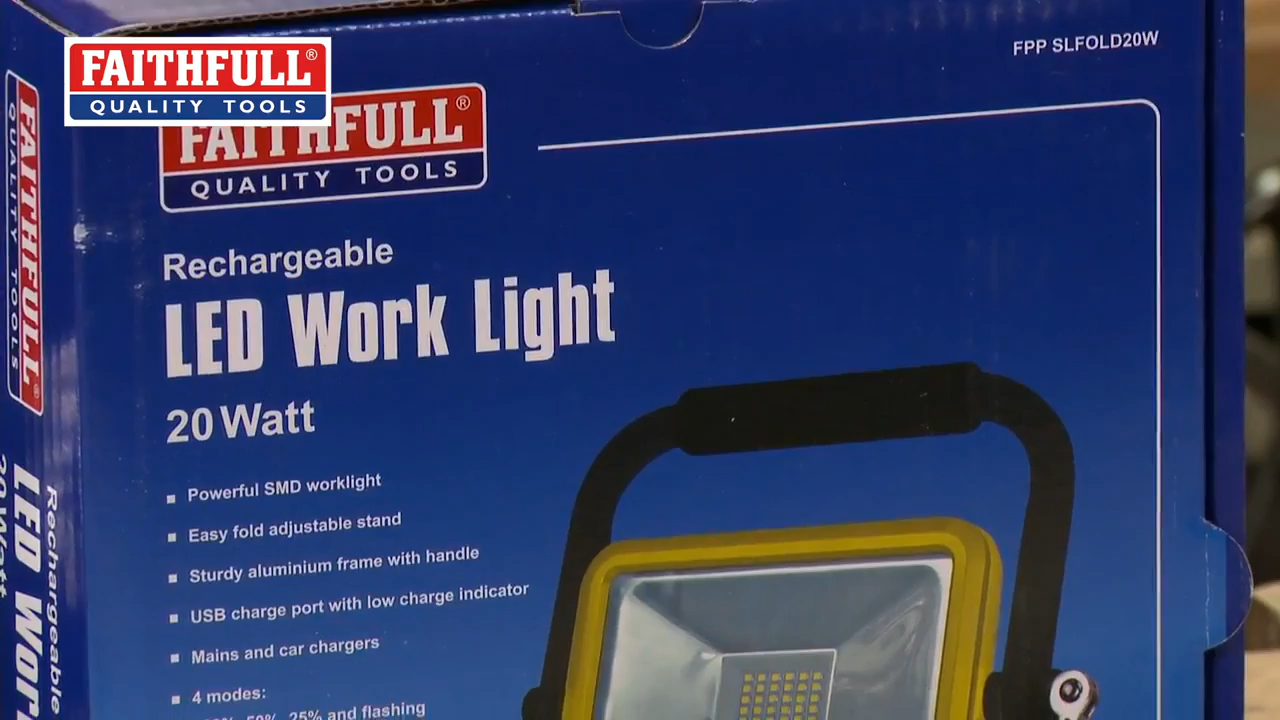 FAITHFULL®
QUALITY TOOLS
FPP SLFOLD20W
FAITHFULL®
QUALITY TOOLS
Rechargeable
LED Work Light
20 Watt
Powerful SMD worklight
Easy fold adjustable stand
Sturdy aluminium frame with handle
USB charge port with low charge indicator
Mains and car chargers
4 modes:
50%, 25% and flashing
FAITHFULL®
QUALITY TOOLS
Rechargeable
LED Wor
20 Watt